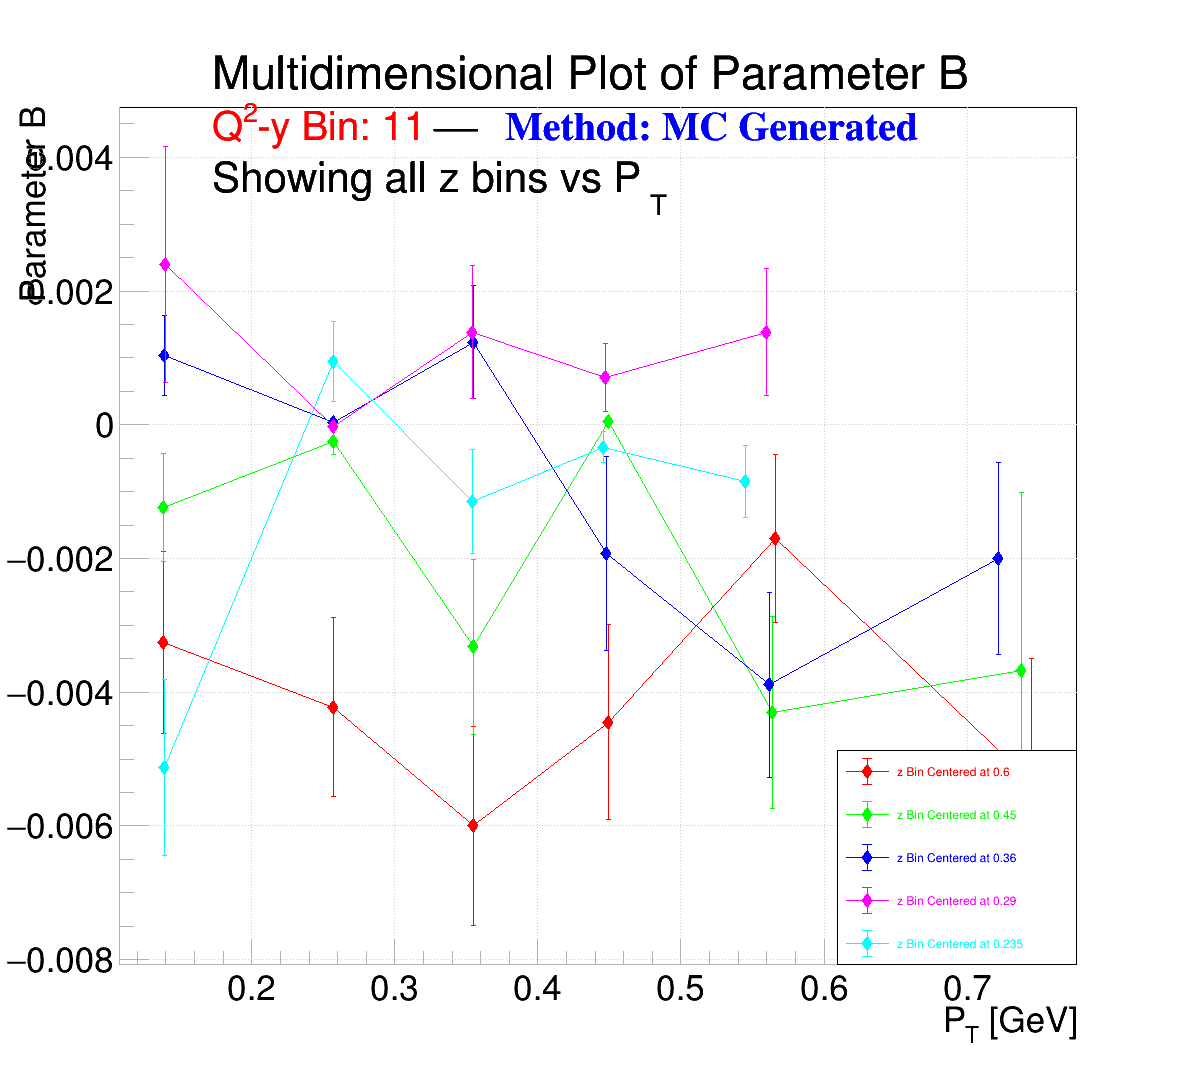 Multidimensional Plot of Parameter B
Q²-y Bin: 11 — Method: MC Generated
Showing all z bins vs P_T
Parameter B
0.004
0.002
0
−0.002
−0.004
−0.006
−0.008
z Bin Centered at 0.6
z Bin Centered at 0.45
z Bin Centered at 0.36
z Bin Centered at 0.29
z Bin Centered at 0.235
0.2 0.3 0.4 0.5 0.6 0.7
P_T [GeV]